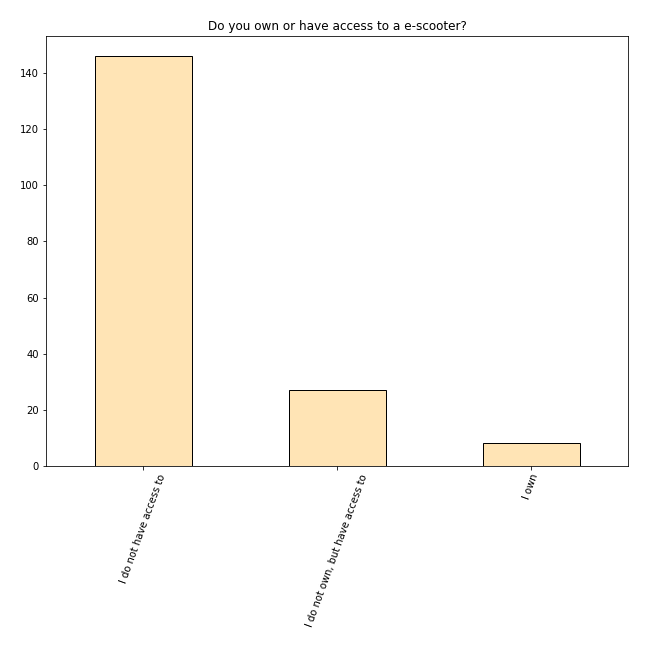 Do you own or have access to a e-scooter?
140
120
100
80
60
40
20
0
I do not have access to
I do not own, but have access to
I own